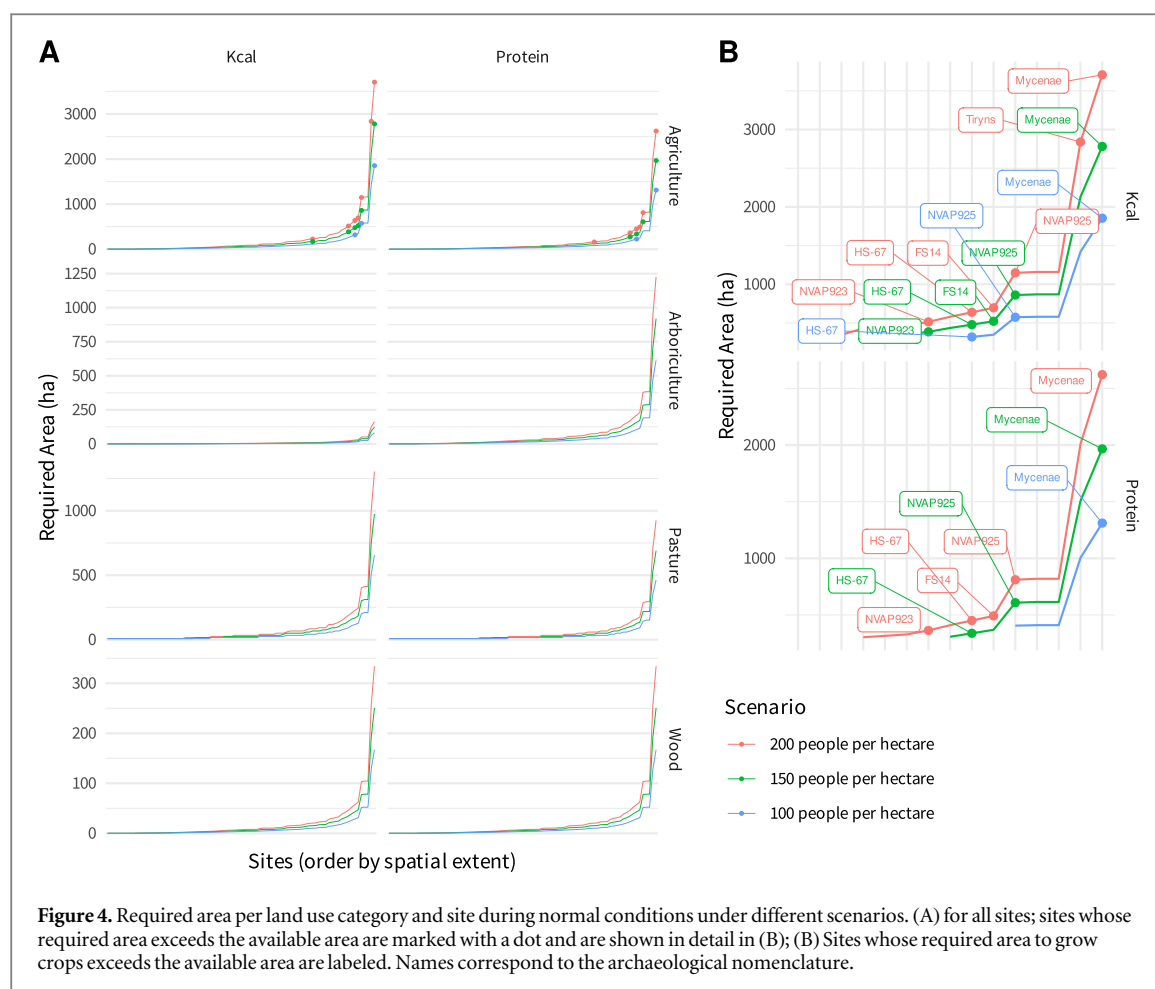 A
Kcal
Protein
Required Area (ha)
3000
2000
1000
0
Agriculture
1250
1000
750
500
250
0
Arboriculture
1000
500
0
Pasture
300
200
100
0
Wood
Sites (order by spatial extent)
B
Required Area (ha)
3000
2000
1000
Mycenae
Tiryns
Mycenae
Mycenae
NVAP925
NVAP925
HS-67
FS14
NVAP925
NVAP923
HS-67
FS14
HS-67
NVAP923
Kcal
2000
1000
Mycenae
Mycenae
Mycenae
NVAP925
HS-67
NVAP925
HS-67
FS14
NVAP923
Protein
Scenario
200 people per hectare
150 people per hectare
100 people per hectare
Figure 4. Required area per land use category and site during normal conditions under different scenarios. (A) for all sites; sites whose
required area exceeds the available area are marked with a dot and are shown in detail in (B); (B) Sites whose required area to grow
crops exceeds the available area are labeled. Names correspond to the archaeological nomenclature.